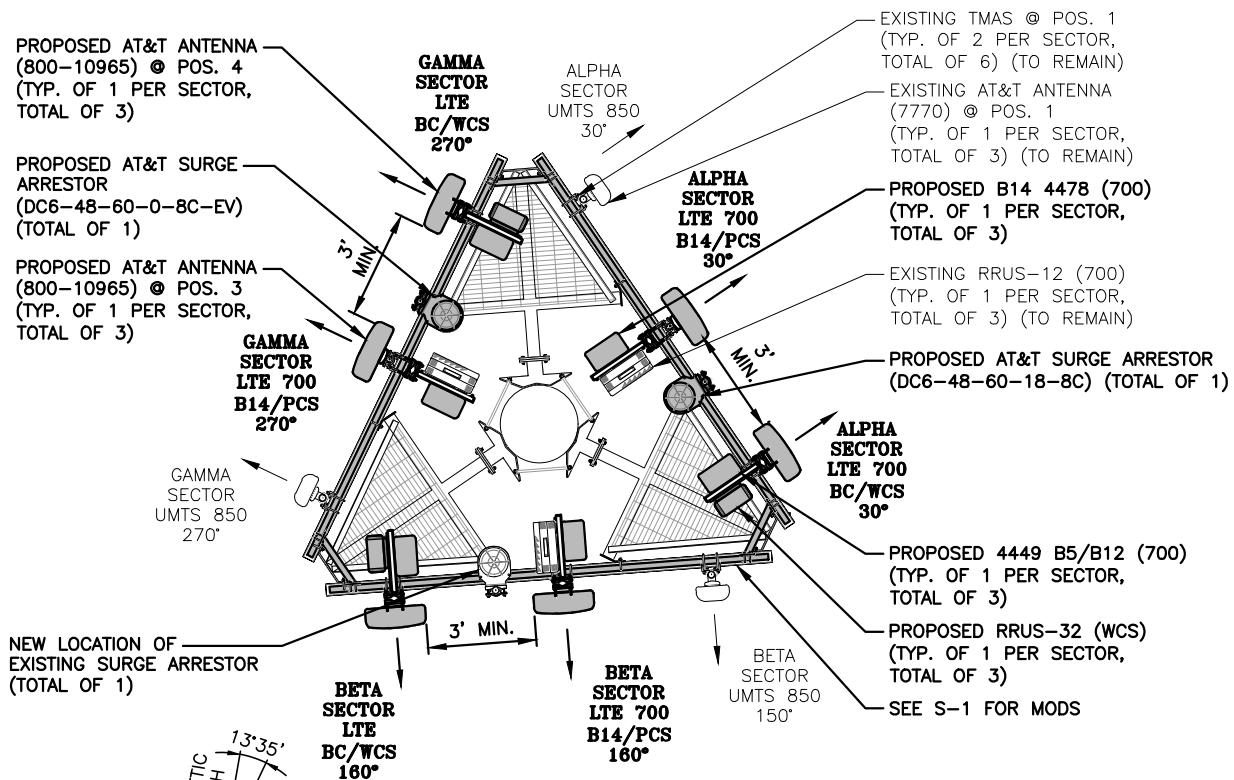 PROPOSED AT&T ANTENNA
(800-10965) @ POS. 4
(TYP. OF 1 PER SECTOR,
TOTAL OF 3)
PROPOSED AT&T SURGE
ARRESTOR
(DC6-48-60-0-8C-EV)
(TOTAL OF 1)
PROPOSED AT&T ANTENNA
(800-10965) @ POS. 3
(TYP. OF 1 PER SECTOR,
TOTAL OF 3)
GAMMA
SECTOR
LTE
BC/WCS
270°
ALPHA
SECTOR
UMTS 850
30°
EXISTING TMAS @ POS. 1
(TYP. OF 2 PER SECTOR,
TOTAL OF 6) (TO REMAIN)
EXISTING AT&T ANTENNA
(7770) @ POS. 1
(TYP. OF 1 PER SECTOR,
TOTAL OF 3) (TO REMAIN)
ALPHA
SECTOR
LTE 700
B14/PCS
30°
PROPOSED B14 4478 (700)
(TYP. OF 1 PER SECTOR,
TOTAL OF 3)
EXISTING RRUS-12 (700)
(TYP. OF 1 PER SECTOR,
TOTAL OF 3) (TO REMAIN)
3'
MIN.
3'
MIN.
PROPOSED AT&T SURGE ARRESTOR
(DC6-48-60-18-8C) (TOTAL OF 1)
GAMMA
SECTOR
LTE 700
B14/PCS
270°
ALPHA
SECTOR
LTE 700
BC/WCS
30°
GAMMA
SECTOR
UMTS 850
270°
PROPOSED 4449 B5/B12 (700)
(TYP. OF 1 PER SECTOR,
TOTAL OF 3)
PROPOSED RRUS-32 (WCS)
(TYP. OF 1 PER SECTOR,
TOTAL OF 3)
SEE S-1 FOR MODS
NEW LOCATION OF
EXISTING SURGE ARRESTOR
(TOTAL OF 1)
3' MIN.
BETA
SECTOR
LTE
BC/WCS
160°
BETA
SECTOR
LTE 700
B14/PCS
160°
BETA
SECTOR
UMTS 850
150°
13°35'